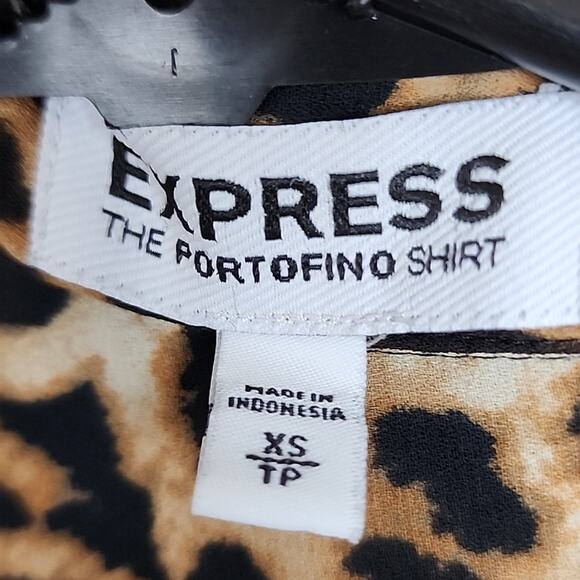 EXPRESS
THE PORTOFINO SHIRT
MADE IN
INDONESIA
XS
TP